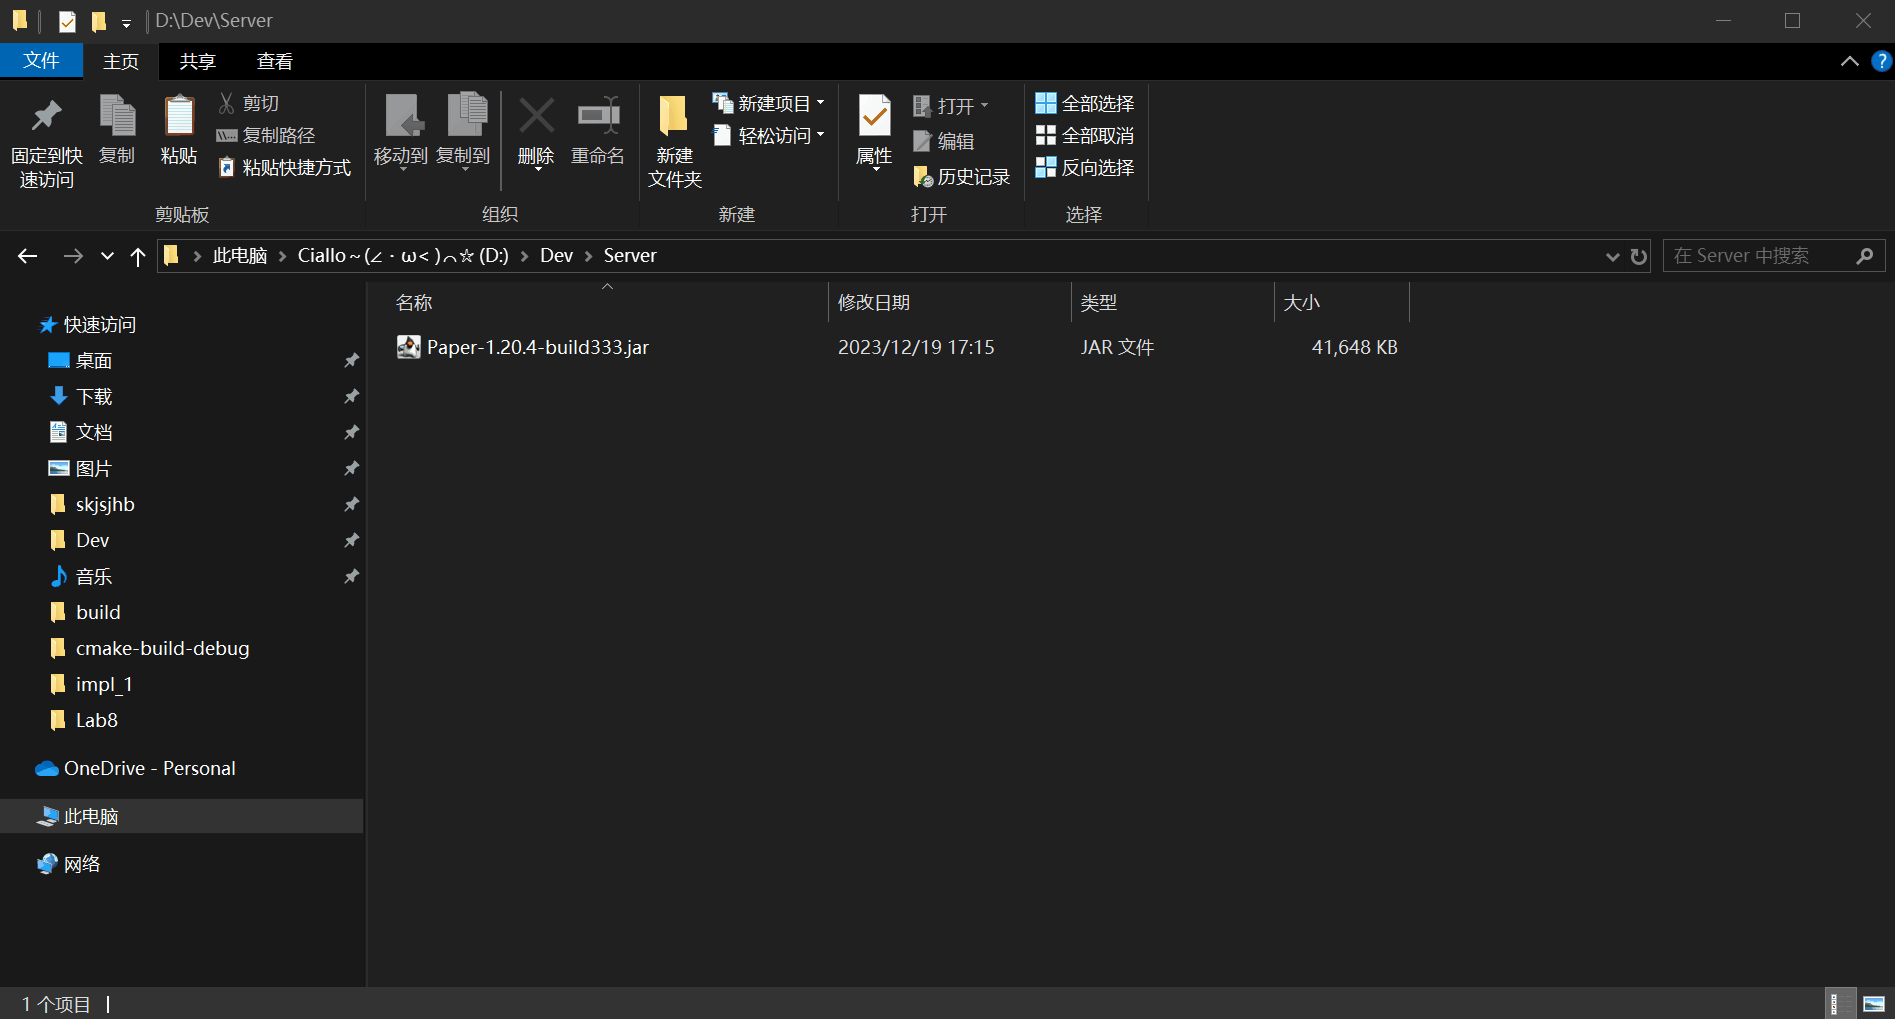 D:\Dev\Server
文件 主页 共享 查看
固定到快
速访问
复制
粘贴
剪切
复制路径
粘贴快捷方式
剪贴板
移动到
复制到
删除
重命名
组织
新建
文件夹
新建项目
轻松访问
新建
属性
打开
编辑
历史记录
打开
全部选择
全部取消
反向选择
选择
此电脑 › Ciallo～(∠・ω< )⌒☆ (D:) › Dev › Server
在 Server 中搜索
名称 修改日期 类型 大小
Paper-1.20.4-build333.jar 2023/12/19 17:15 JAR 文件 41,648 KB
快速访问
桌面
下载
文档
图片
skjsjhb
Dev
音乐
build
cmake-build-debug
impl_1
Lab8
OneDrive - Personal
此电脑
网络
1 个项目